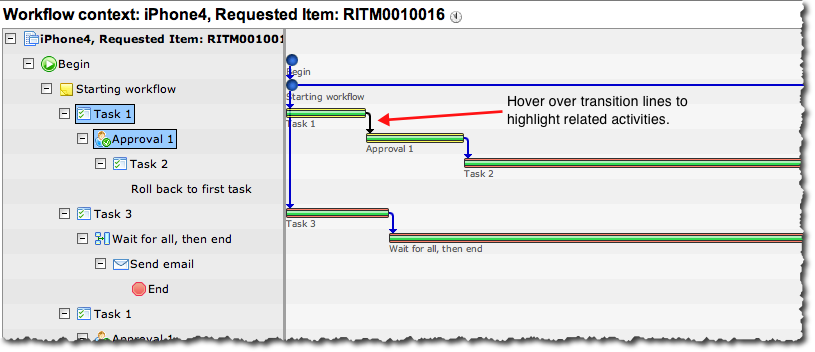 Workflow context: iPhone4, Requested Item: RITM0010016
iPhone4, Requested Item: RITM001001
Begin
Starting workflow
Task 1
Approval 1
Task 2
Roll back to first task
Task 3
Wait for all, then end
Send email
End
Task 1
Approval 1
Begin
Starting workflow
Task 1
Approval 1
Task 2
Task 3
Wait for all, then end
Hover over transition lines to
highlight related activities.